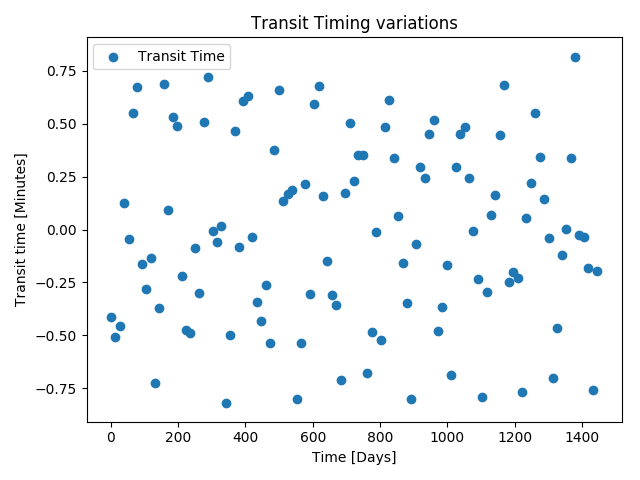 Transit Timing variations
Transit Time
Transit time [Minutes]
0.75
0.50
0.25
0.00
−0.25
−0.50
−0.75
0 200 400 600 800 1000 1200 1400
Time [Days]